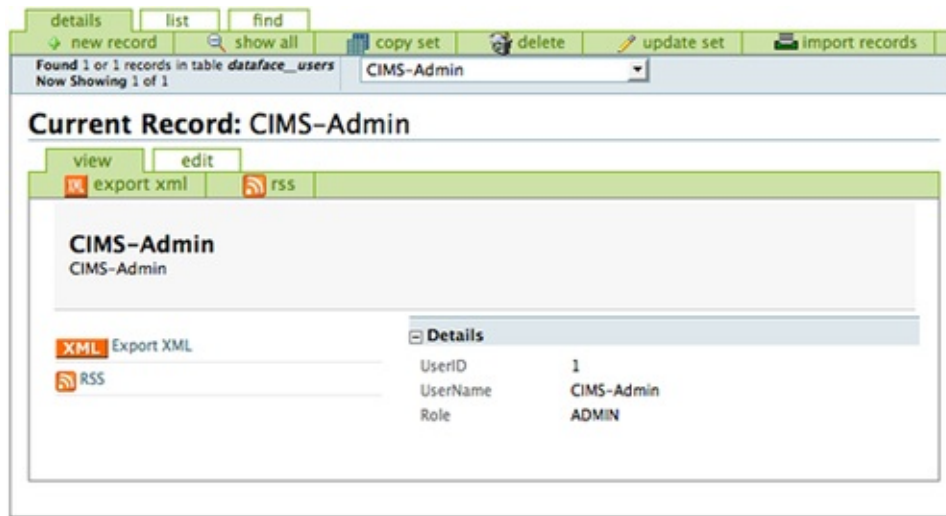 details list find
new record show all copy set delete update set import records
Found 1 or 1 records in table dataface__users
Now Showing 1 of 1
CIMS-Admin
Current Record: CIMS-Admin
view edit
XML export xml rss
CIMS-Admin
CIMS-Admin
XML Export XML
RSS
Details
UserID 1
UserName CIMS-Admin
Role ADMIN